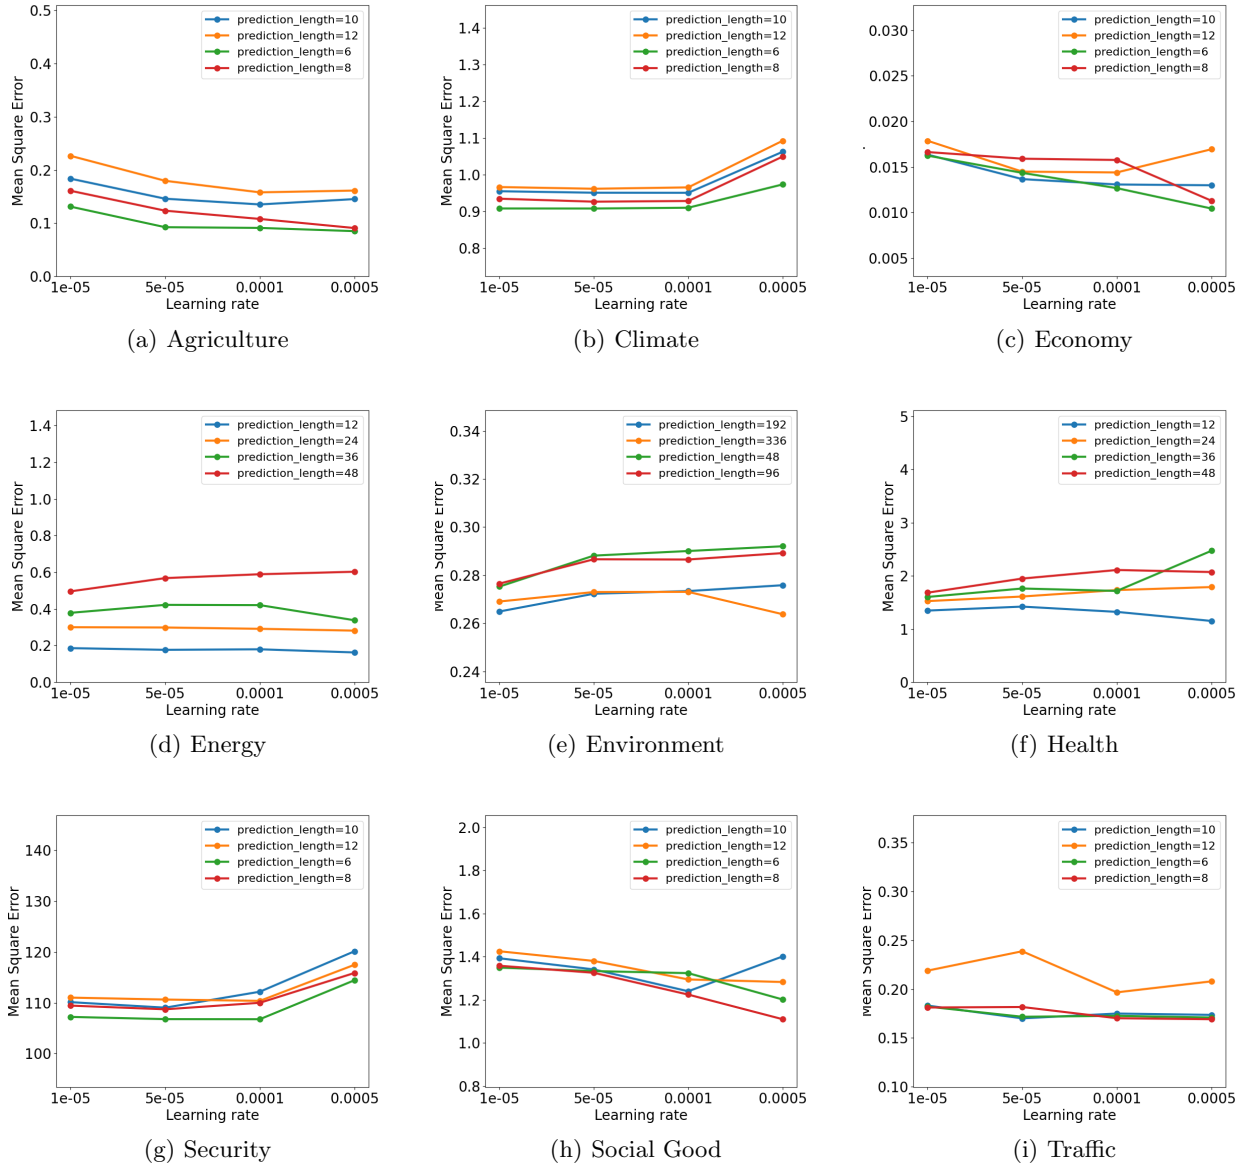 0.5
0.4
0.3
0.2
0.1
0.0
Mean Square Error
prediction_length=10
prediction_length=12
prediction_length=6
prediction_length=8
1e-05 5e-05 0.0001 0.0005
Learning rate
(a) Agriculture
1.4
1.3
1.2
1.1
1.0
0.9
0.8
Mean Square Error
prediction_length=10
prediction_length=12
prediction_length=6
prediction_length=8
1e-05 5e-05 0.0001 0.0005
Learning rate
(b) Climate
0.030
0.025
0.020
0.015
0.010
0.005
prediction_length=10
prediction_length=12
prediction_length=6
prediction_length=8
1e-05 5e-05 0.0001 0.0005
Learning rate
(c) Economy
1.4
1.2
1.0
0.8
0.6
0.4
0.2
0.0
Mean Square Error
prediction_length=12
prediction_length=24
prediction_length=36
prediction_length=48
1e-05 5e-05 0.0001 0.0005
Learning rate
(d) Energy
0.34
0.32
0.30
0.28
0.26
0.24
Mean Square Error
prediction_length=192
prediction_length=336
prediction_length=48
prediction_length=96
1e-05 5e-05 0.0001 0.0005
Learning rate
(e) Environment
5
4
3
2
1
0
Mean Square Error
prediction_length=12
prediction_length=24
prediction_length=36
prediction_length=48
1e-05 5e-05 0.0001 0.0005
Learning rate
(f) Health
140
130
120
110
100
Mean Square Error
prediction_length=10
prediction_length=12
prediction_length=6
prediction_length=8
1e-05 5e-05 0.0001 0.0005
Learning rate
(g) Security
2.0
1.8
1.6
1.4
1.2
1.0
0.8
Mean Square Error
prediction_length=10
prediction_length=12
prediction_length=6
prediction_length=8
1e-05 5e-05 0.0001 0.0005
Learning rate
(h) Social Good
0.35
0.30
0.25
0.20
0.15
0.10
Mean Square Error
prediction_length=10
prediction_length=12
prediction_length=6
prediction_length=8
1e-05 5e-05 0.0001 0.0005
Learning rate
(i) Traffic